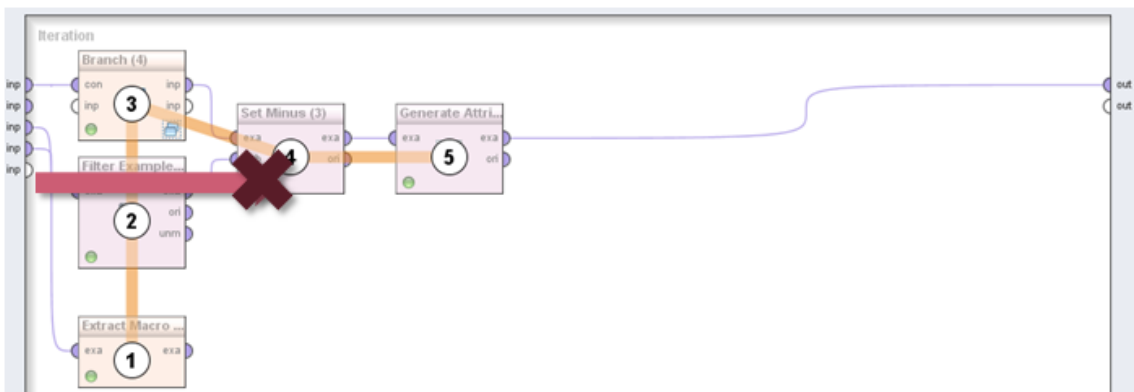 Iteration
Branch (4)
inp
con
inp
out
inp
inp
3
inp
out
Set Minus (3)
Generate Attri...
inp
exa
exa
exa
exa
inp
4
ori
5
ori
Filter Example...
inp
2
ori
unm
Extract Macro ...
exa
1
exa